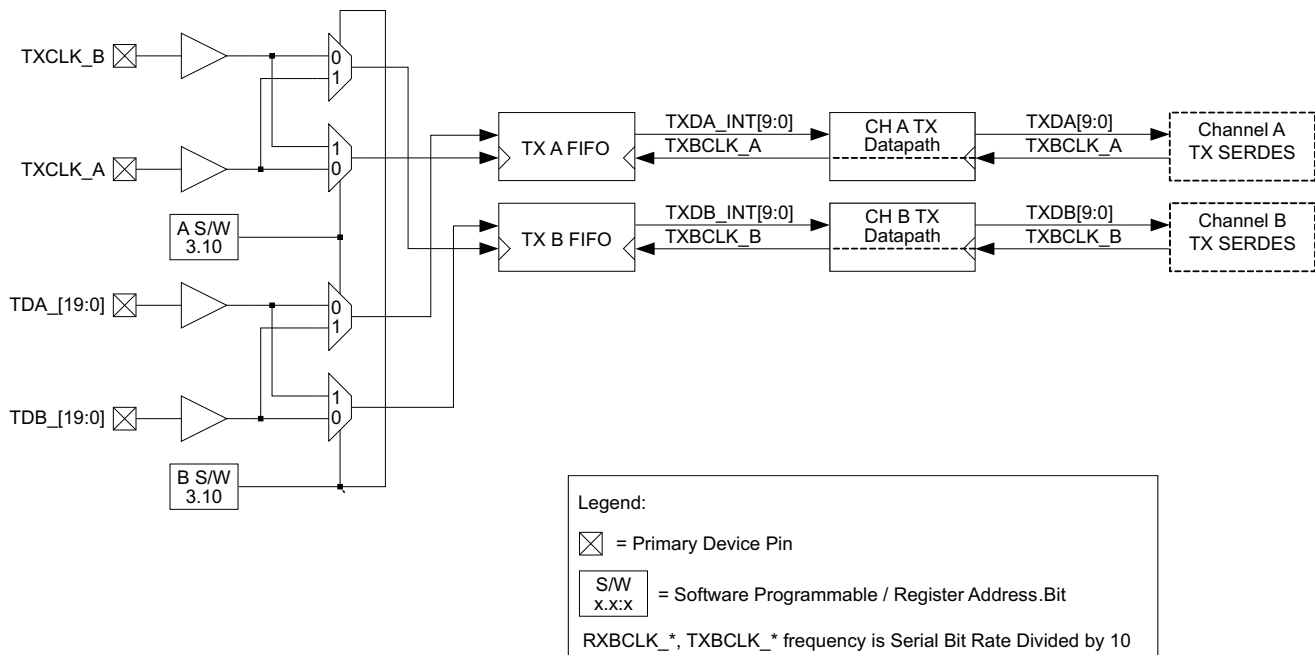 TXCLK_B
0
1
TXCLK_A
1
0
A S/W
3.10
TX A FIFO
TXDA_INT[9:0]
TXBCLK_A
CH A TX
Datapath
TXDA[9:0]
TXBCLK_A
Channel A
TX SERDES
TX B FIFO
TXDB_INT[9:0]
TXBCLK_B
CH B TX
Datapath
TXDB[9:0]
TXBCLK_B
Channel B
TX SERDES
TDA_[19:0]
0
1
TDB_[19:0]
1
0
B S/W
3.10
Legend:
= Primary Device Pin
S/W
x.x:x
= Software Programmable / Register Address.Bit
RXBCLK_*, TXBCLK_* frequency is Serial Bit Rate Divided by 10